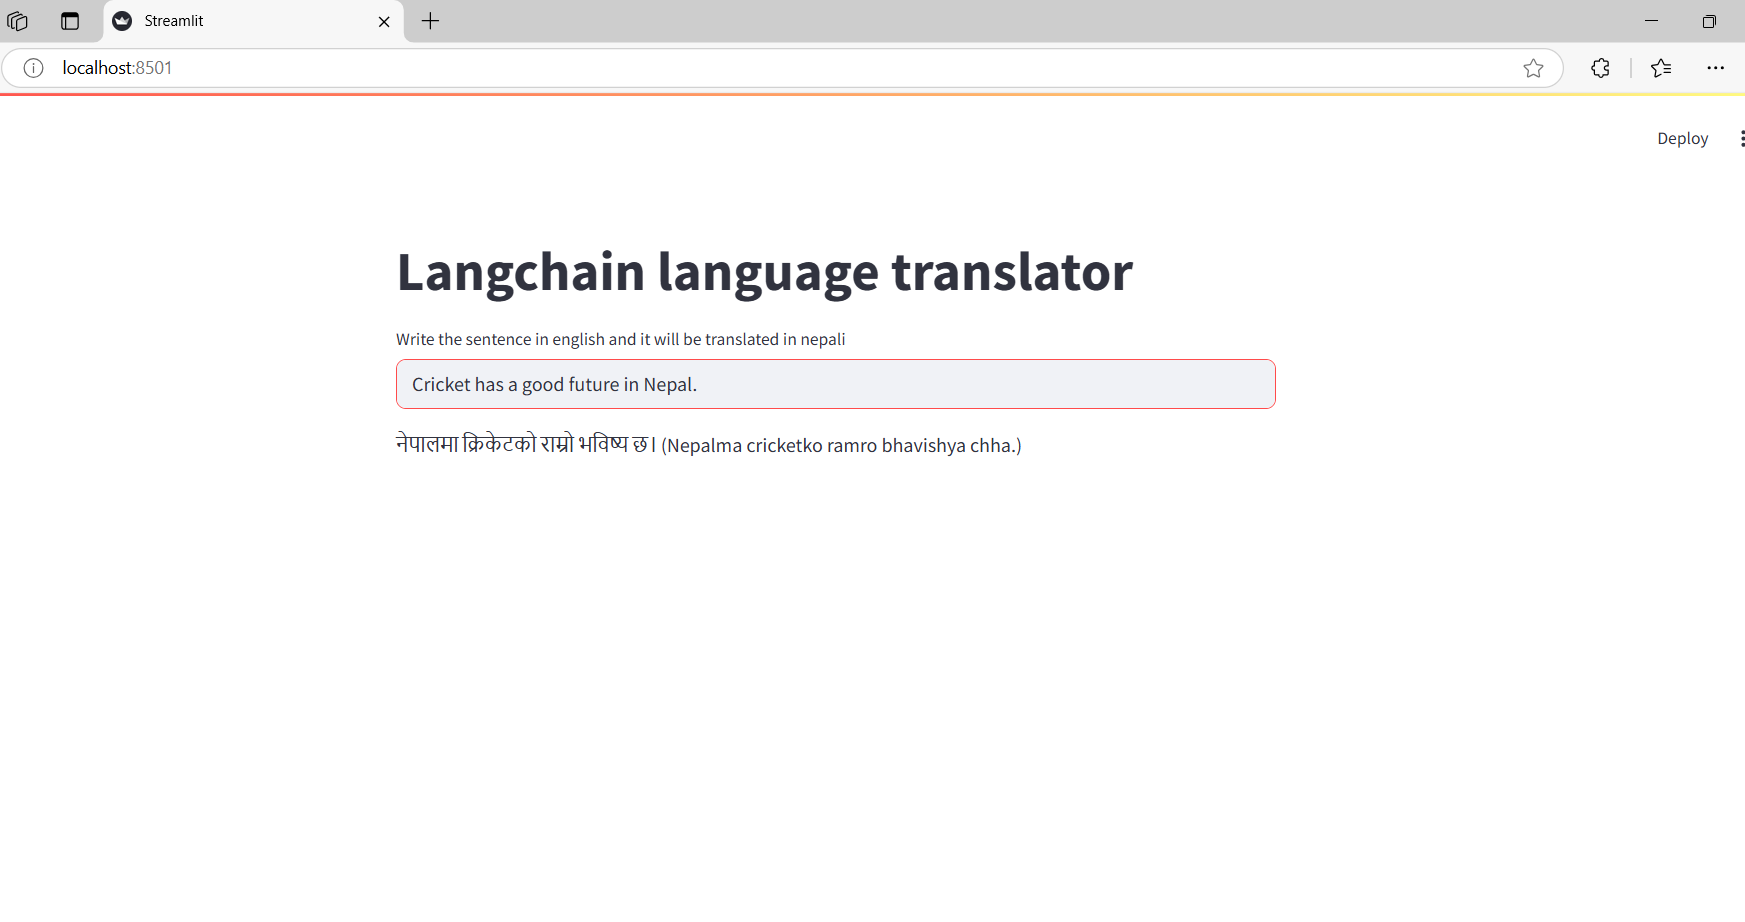 Streamlit
localhost:8501
Deploy
Langchain language translator
Write the sentence in english and it will be translated in nepali
Cricket has a good future in Nepal.
नेपालमा क्रिकेटको राम्रो भविष्य छ। (Nepalma cricketko ramro bhavishya chha.)